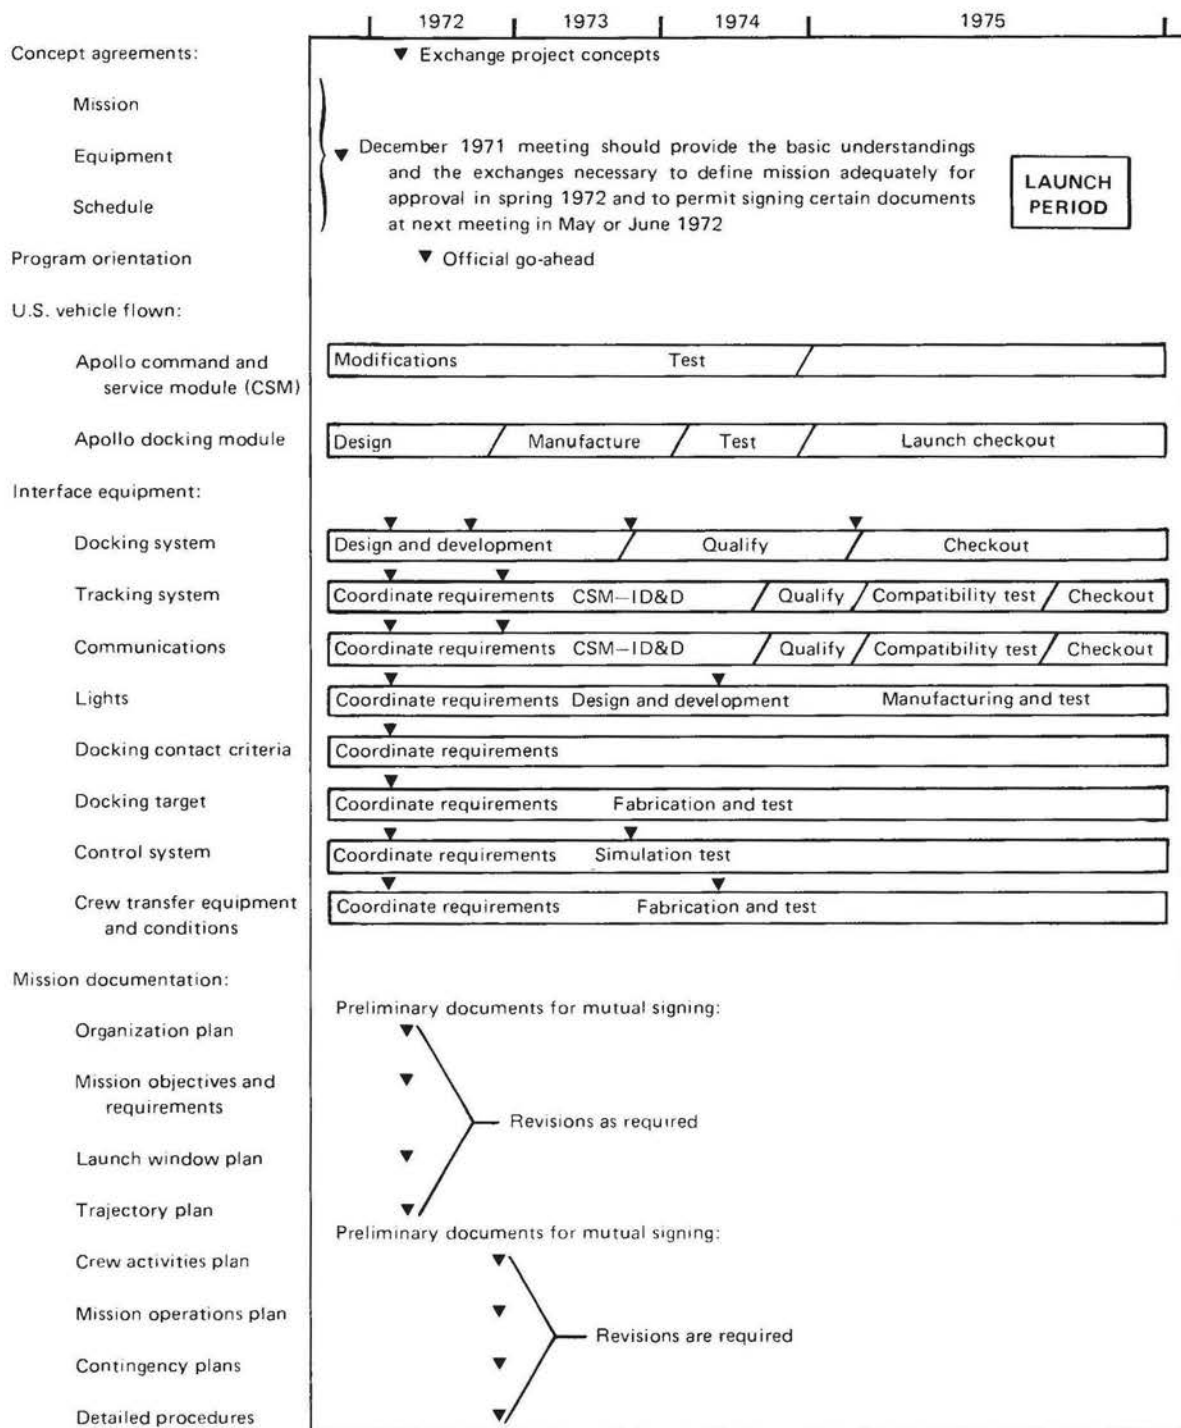 1972 1973 1974 1975
Concept agreements: Exchange project concepts
Mission
Equipment
Schedule
December 1971 meeting should provide the basic understandings
and the exchanges necessary to define mission adequately for
approval in spring 1972 and to permit signing certain documents
at next meeting in May or June 1972
LAUNCH
PERIOD
Program orientation Official go-ahead
U.S. vehicle flown:
Apollo command and
service module (CSM)
Modifications Test
Apollo docking module Design Manufacture Test Launch checkout
Interface equipment:
Docking system Design and development Qualify Checkout
Tracking system Coordinate requirements CSM—ID&D Qualify Compatibility test Checkout
Communications Coordinate requirements CSM—ID&D Qualify Compatibility test Checkout
Lights Coordinate requirements Design and development Manufacturing and test
Docking contact criteria Coordinate requirements
Docking target Coordinate requirements Fabrication and test
Control system Coordinate requirements Simulation test
Crew transfer equipment
and conditions
Coordinate requirements Fabrication and test
Mission documentation:
Preliminary documents for mutual signing:
Organization plan
Mission objectives and
requirements
Revisions as required
Launch window plan
Trajectory plan
Preliminary documents for mutual signing:
Crew activities plan
Mission operations plan
Revisions are required
Contingency plans
Detailed procedures